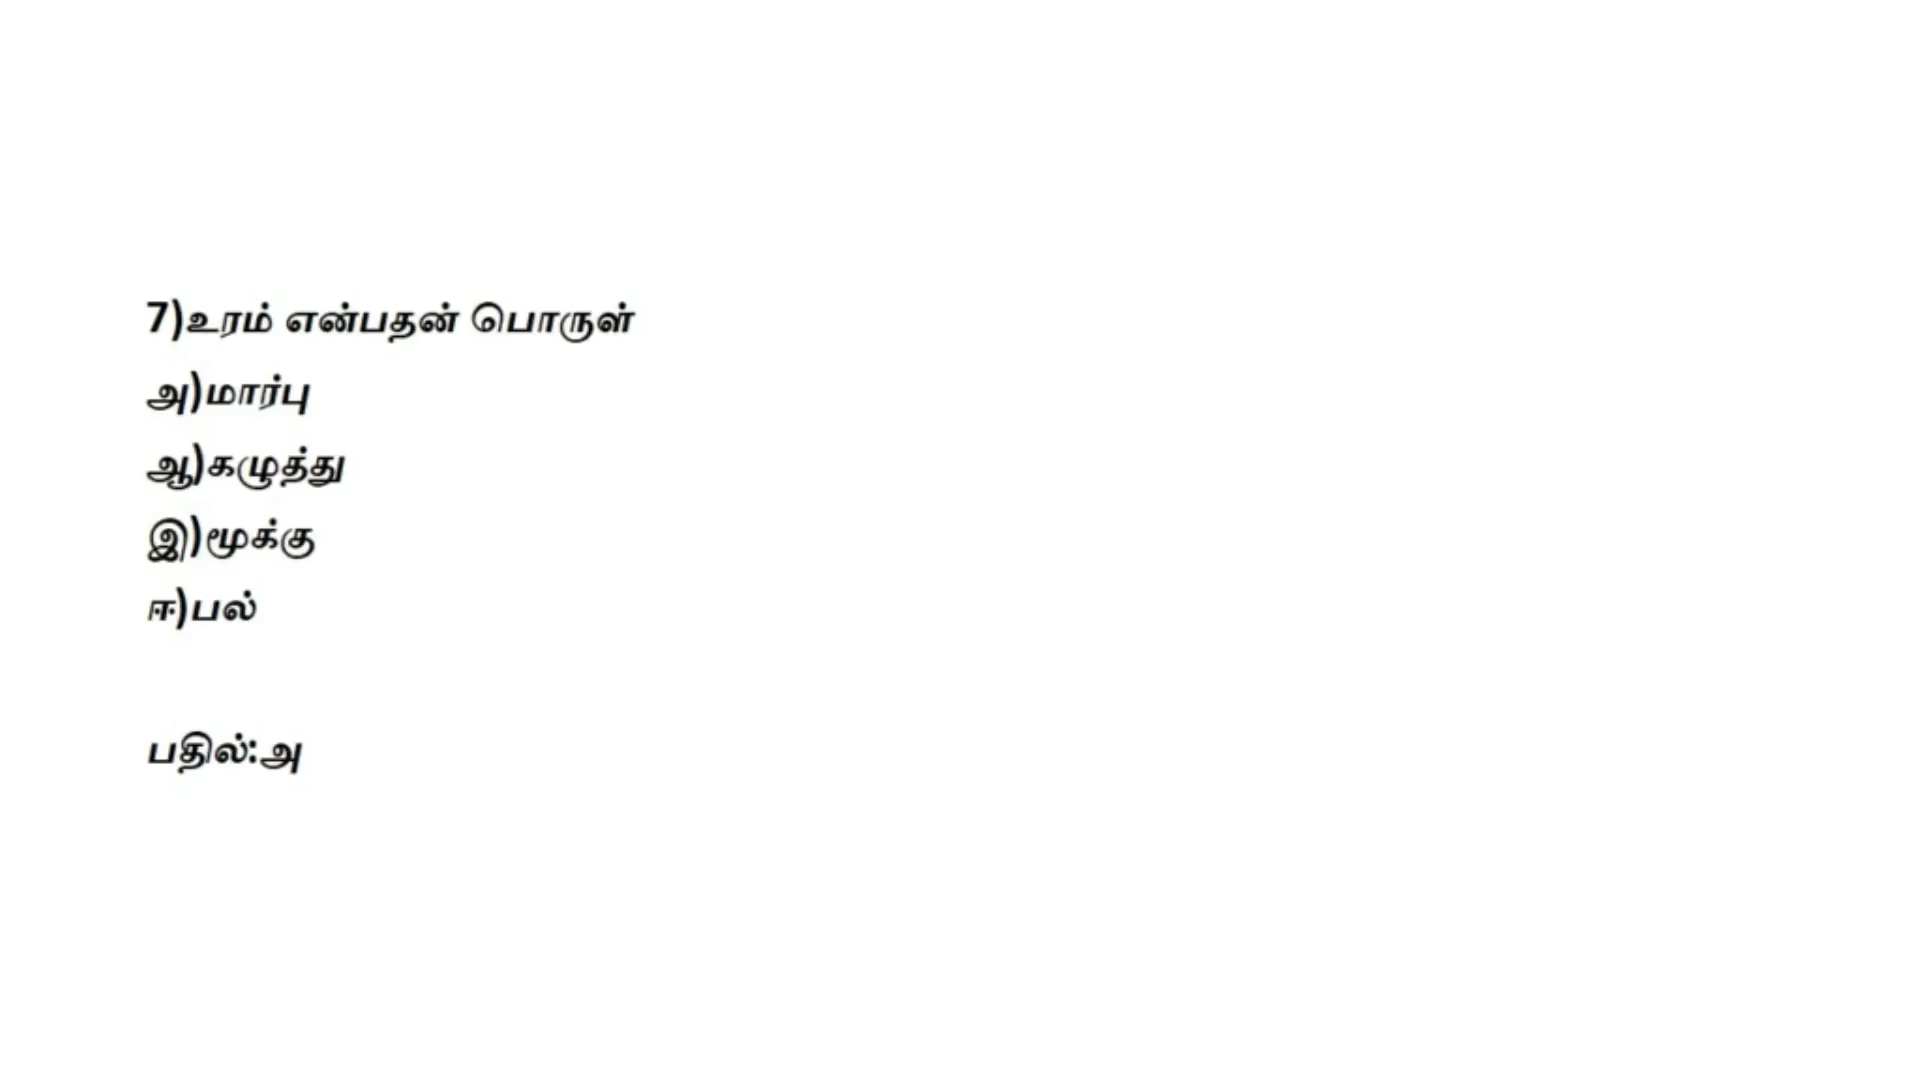 7)உரம் என்பதன் பொருள்
அ)மார்பு
ஆ)கழுத்து
இ)மூக்கு
ஈ)பல்
பதில்:அ